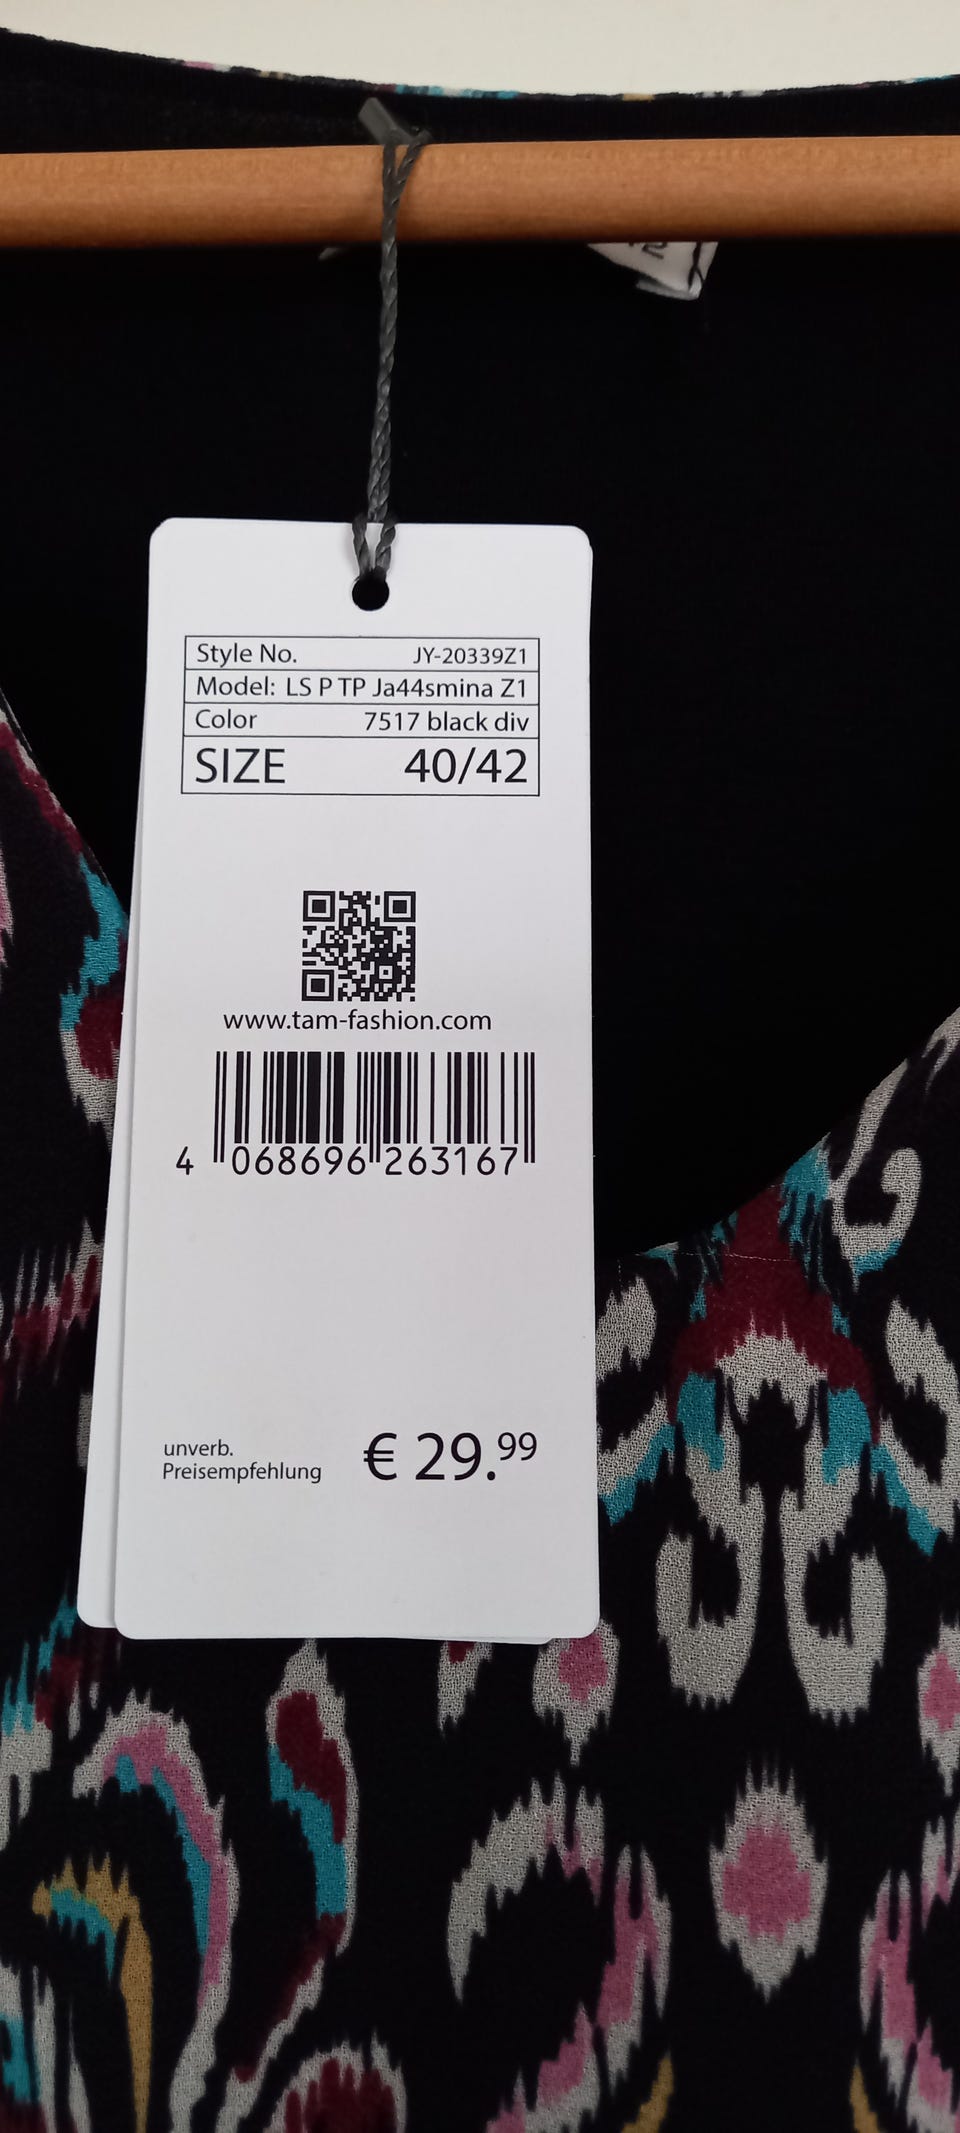 Style No. JY-20339Z1
Model: LS P TP Ja44smina Z1
Color 7517 black div
SIZE 40/42
www.tam-fashion.com
4 068696 263167
unverb.
Preisempfehlung € 29.99